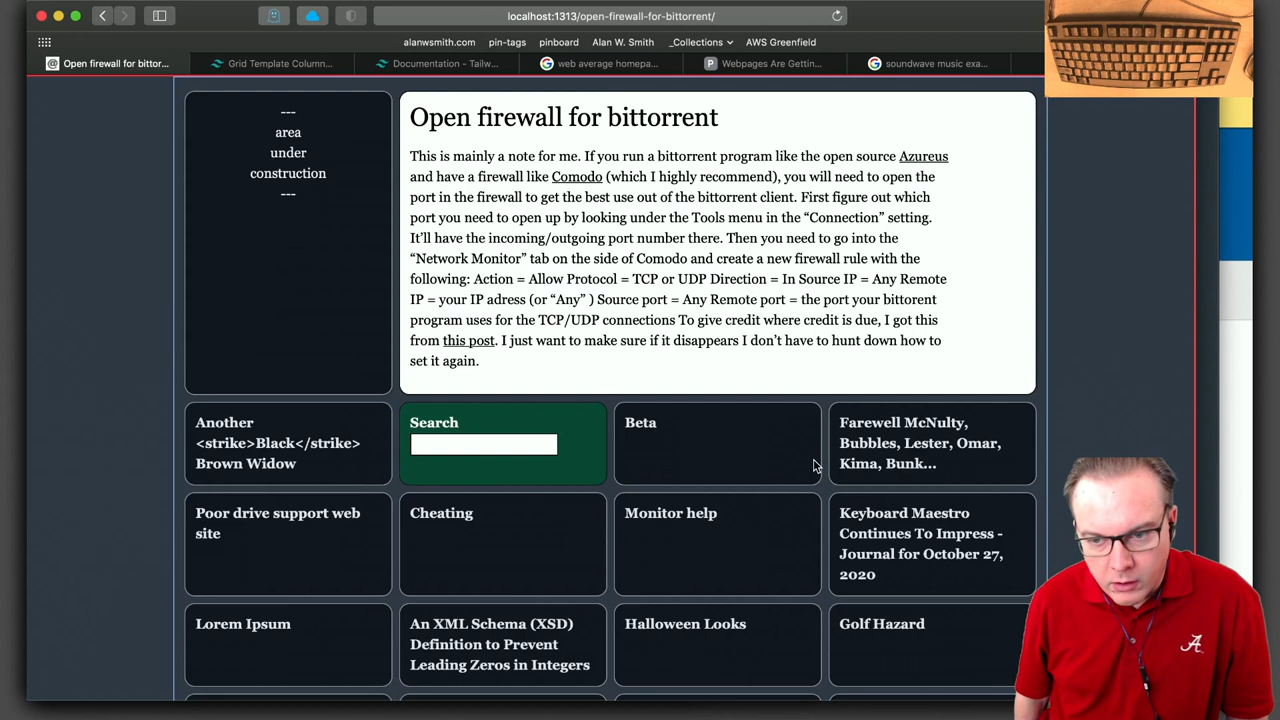 localhost:1313/open-firewall-for-bittorrent/
alanwsmith.com pin-tags pinboard Alan W. Smith _Collections AWS Greenfield
@ Open firewall for bittor... Grid Template Column... Documentation - Tailw... G web average homepa... P Webpages Are Gettin... G soundwave music exa...
---
area
under
construction
---
Open firewall for bittorrent
This is mainly a note for me. If you run a bittorrent program like the open source Azureus
and have a firewall like Comodo (which I highly recommend), you will need to open the
port in the firewall to get the best use out of the bittorrent client. First figure out which
port you need to open up by looking under the Tools menu in the “Connection” setting.
It’ll have the incoming/outgoing port number there. Then you need to go into the
“Network Monitor” tab on the side of Comodo and create a new firewall rule with the
following: Action = Allow Protocol = TCP or UDP Direction = In Source IP = Any Remote
IP = your IP adress (or “Any” ) Source port = Any Remote port = the port your bittorent
program uses for the TCP/UDP connections To give credit where credit is due, I got this
from this post. I just want to make sure if it disappears I don’t have to hunt down how to
set it again.
Another
<strike>Black</strike>
Brown Widow
Search
Beta
Farewell McNulty,
Bubbles, Lester, Omar,
Kima, Bunk...
Poor drive support web
site
Cheating
Monitor help
Keyboard Maestro
Continues To Impress -
Journal for October 27,
2020
Lorem Ipsum
An XML Schema (XSD)
Definition to Prevent
Leading Zeros in Integers
Halloween Looks
Golf Hazard
A